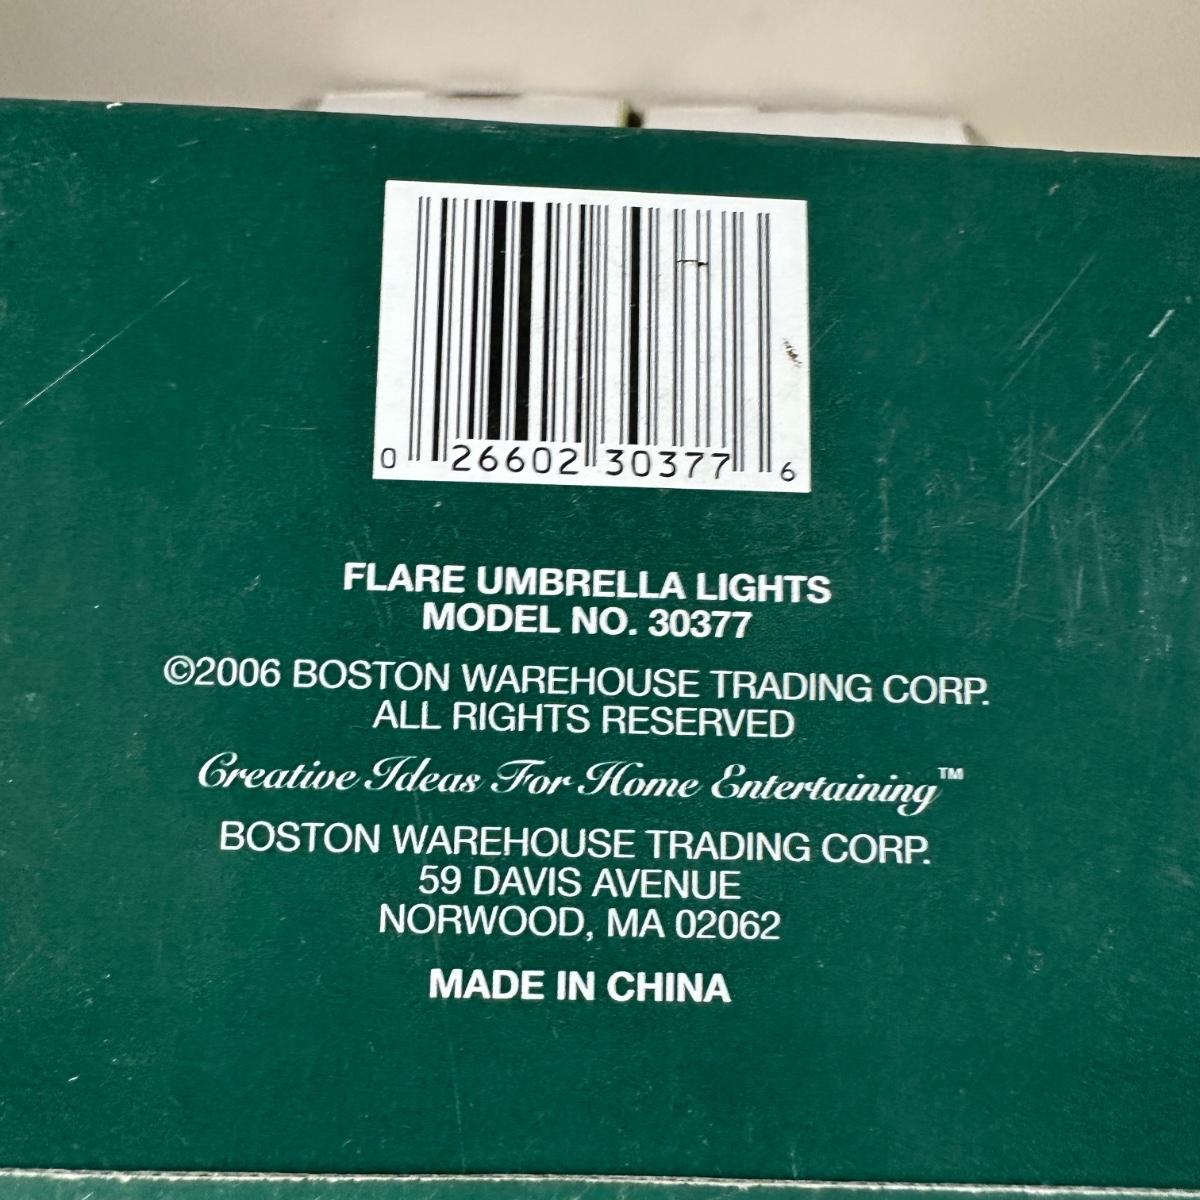 0 26602 30377 6
FLARE UMBRELLA LIGHTS
MODEL NO. 30377
©2006 BOSTON WAREHOUSE TRADING CORP.
ALL RIGHTS RESERVED
Creative Ideas For Home Entertaining™
BOSTON WAREHOUSE TRADING CORP.
59 DAVIS AVENUE
NORWOOD, MA 02062
MADE IN CHINA